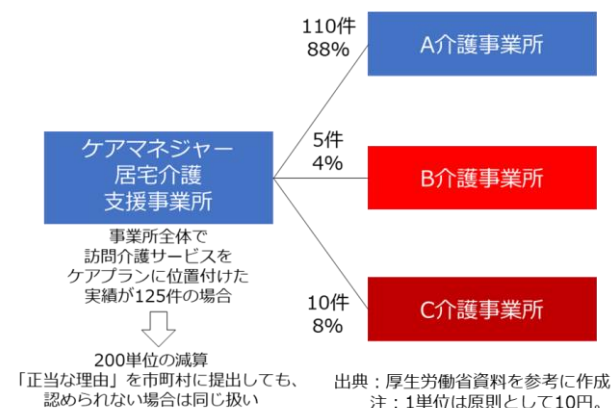 110件
88%
A介護事業所
ケアマネジャー
居宅介護
支援事業所
5件
4%
B介護事業所
事業所全体で
訪問介護サービスを
ケアプランに位置付けた
実績が125件の場合
10件
8%
C介護事業所
200単位の減算
「正当な理由」を市町村に提出しても、
認められない場合は同じ扱い
出典：厚生労働省資料を参考に作成
注：1単位は原則として10円。